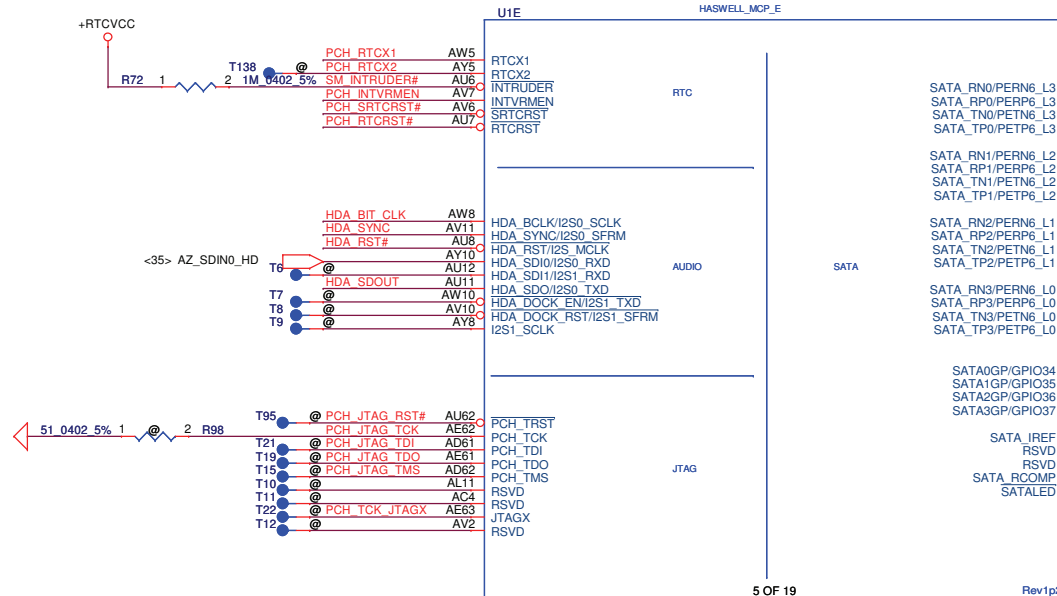 U1E
HASWELL_MCP_E
+RTCVCC
PCH_RTCX1 AW5 RTCX1
T138 @ PCH_RTCX2 AY5 RTCX2
R72 1 2 1M_0402_5% SM_INTRUDER# AU6 INTRUDER
PCH_INTVRMEN AV7 INTVRMEN
PCH_SRTCRST# AV6 SRTCRST
PCH_RTCRST# AU7 RTCRST
RTC
SATA_RN0/PERN6_L3
SATA_RP0/PERP6_L3
SATA_TN0/PETN6_L3
SATA_TP0/PETP6_L3
SATA_RN1/PERN6_L2
SATA_RP1/PERP6_L2
SATA_TN1/PETN6_L2
SATA_TP1/PETP6_L2
HDA_BIT_CLK AW8 HDA_BCLK/I2S0_SCLK
HDA_SYNC AV11 HDA_SYNC/I2S0_SFRM
HDA_RST# AU8 HDA_RST/I2S_MCLK
<35> AZ_SDIN0_HD AY10 HDA_SDI0/I2S0_RXD
T6 @ AU12 HDA_SDI1/I2S1_RXD
HDA_SDOUT AU11 HDA_SDO/I2S0_TXD
T7 @ AW10 HDA_DOCK_EN/I2S1_TXD
T8 @ AV10 HDA_DOCK_RST/I2S1_SFRM
T9 @ AY8 I2S1_SCLK
AUDIO
SATA
SATA_RN2/PERN6_L1
SATA_RP2/PERP6_L1
SATA_TN2/PETN6_L1
SATA_TP2/PETP6_L1
SATA_RN3/PERN6_L0
SATA_RP3/PERP6_L0
SATA_TN3/PETN6_L0
SATA_TP3/PETP6_L0
SATA0GP/GPIO34
SATA1GP/GPIO35
SATA2GP/GPIO36
SATA3GP/GPIO37
SATA_IREF
RSVD
RSVD
SATA_RCOMP
SATALED
T95 @ PCH_JTAG_RST# AU62 PCH_TRST
51_0402_5% 1 @ 2 R98 PCH_JTAG_TCK AE62 PCH_TCK
T21 @ PCH_JTAG_TDI AD61 PCH_TDI
T19 @ PCH_JTAG_TDO AE61 PCH_TDO
T15 @ PCH_JTAG_TMS AD62 PCH_TMS
T10 @ AL11 RSVD
T11 @ AC4 RSVD
T22 @ PCH_TCK_JTAGX AE63 JTAGX
T12 @ AV2 RSVD
JTAG
5 OF 19